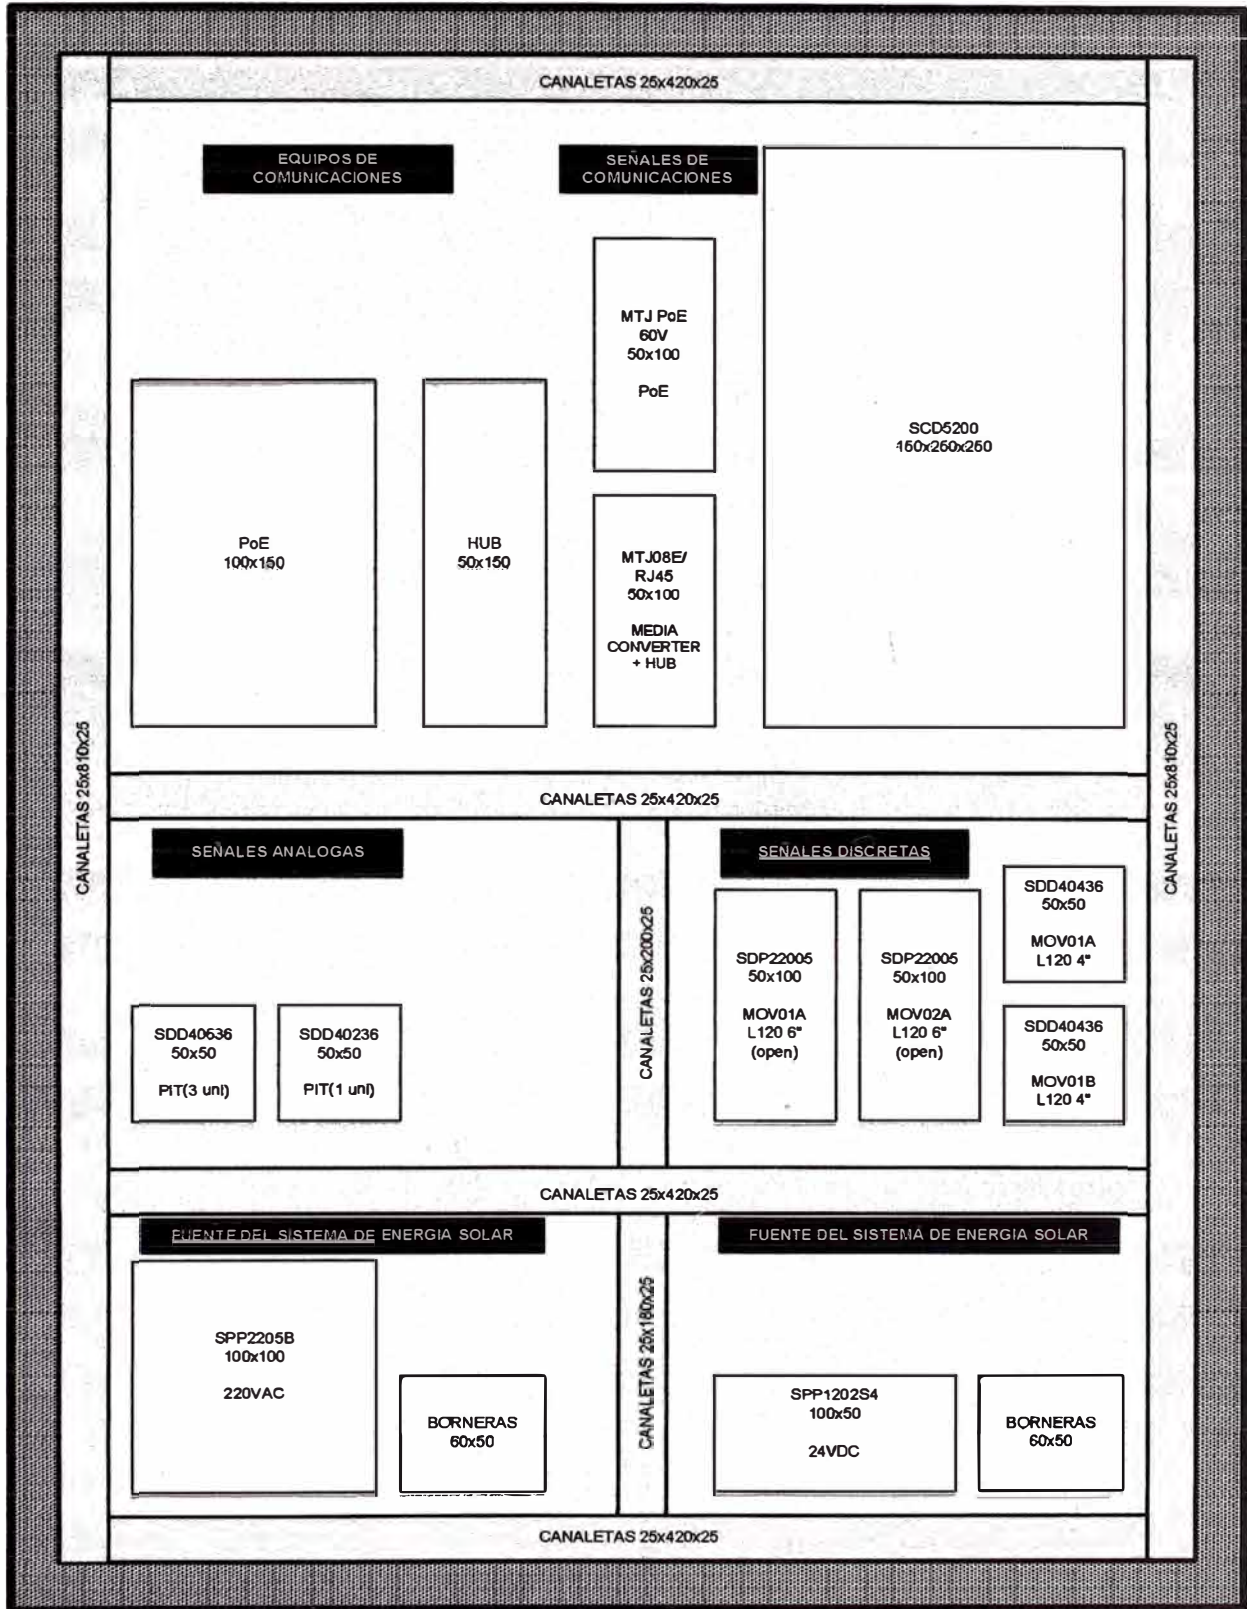 CANALETAS 25x420x25
EQUIPOS DE
COMUNICACIONES
SEÑALES DE
COMUNICACIONES
MTJ PoE
60V
50x100
PoE
SCD5200
150x250x250
PoE
100x150
HUB
50x150
MTJ08E/
RJ45
50x100
MEDIA
CONVERTER
+ HUB
CANALETAS 25x810x25
CANALETAS 25x810x25
CANALETAS 25x420x25
SEÑALES ANALOGAS
SEÑALES DISCRETAS
CANALETAS 25x200x25
SDD40636
50x50
PIT(3 uni)
SDD40236
50x50
PIT(1 uni)
SDP22005
50x100
MOV01A
L120 6"
(open)
SDP22005
50x100
MOV02A
L120 6"
(open)
SDD40436
50x50
MOV01A
L120 4"
SDD40436
50x50
MOV01B
L120 4"
CANALETAS 25x420x25
FUENTE DEL SISTEMA DE ENERGIA SOLAR
FUENTE DEL SISTEMA DE ENERGIA SOLAR
CANALETAS 25x180x25
SPP2205B
100x100
220VAC
BORNERAS
60x50
SPP1202S4
100x50
24VDC
BORNERAS
60x50
CANALETAS 25x420x25